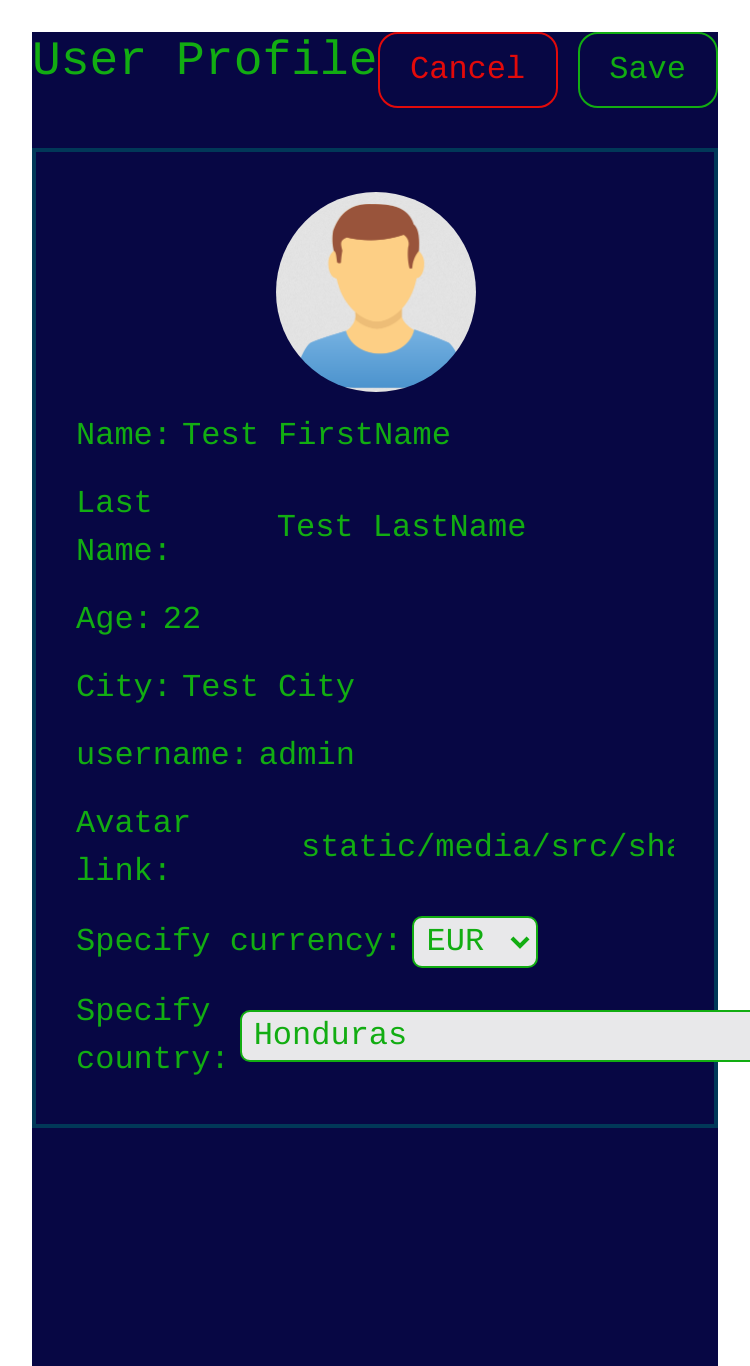 User Profile Cancel Save
Name: Test FirstName
Last
Name: Test LastName
Age: 22
City: Test City
username: admin
Avatar
link: static/media/src/sha
Specify currency: EUR
Specify
country: Honduras